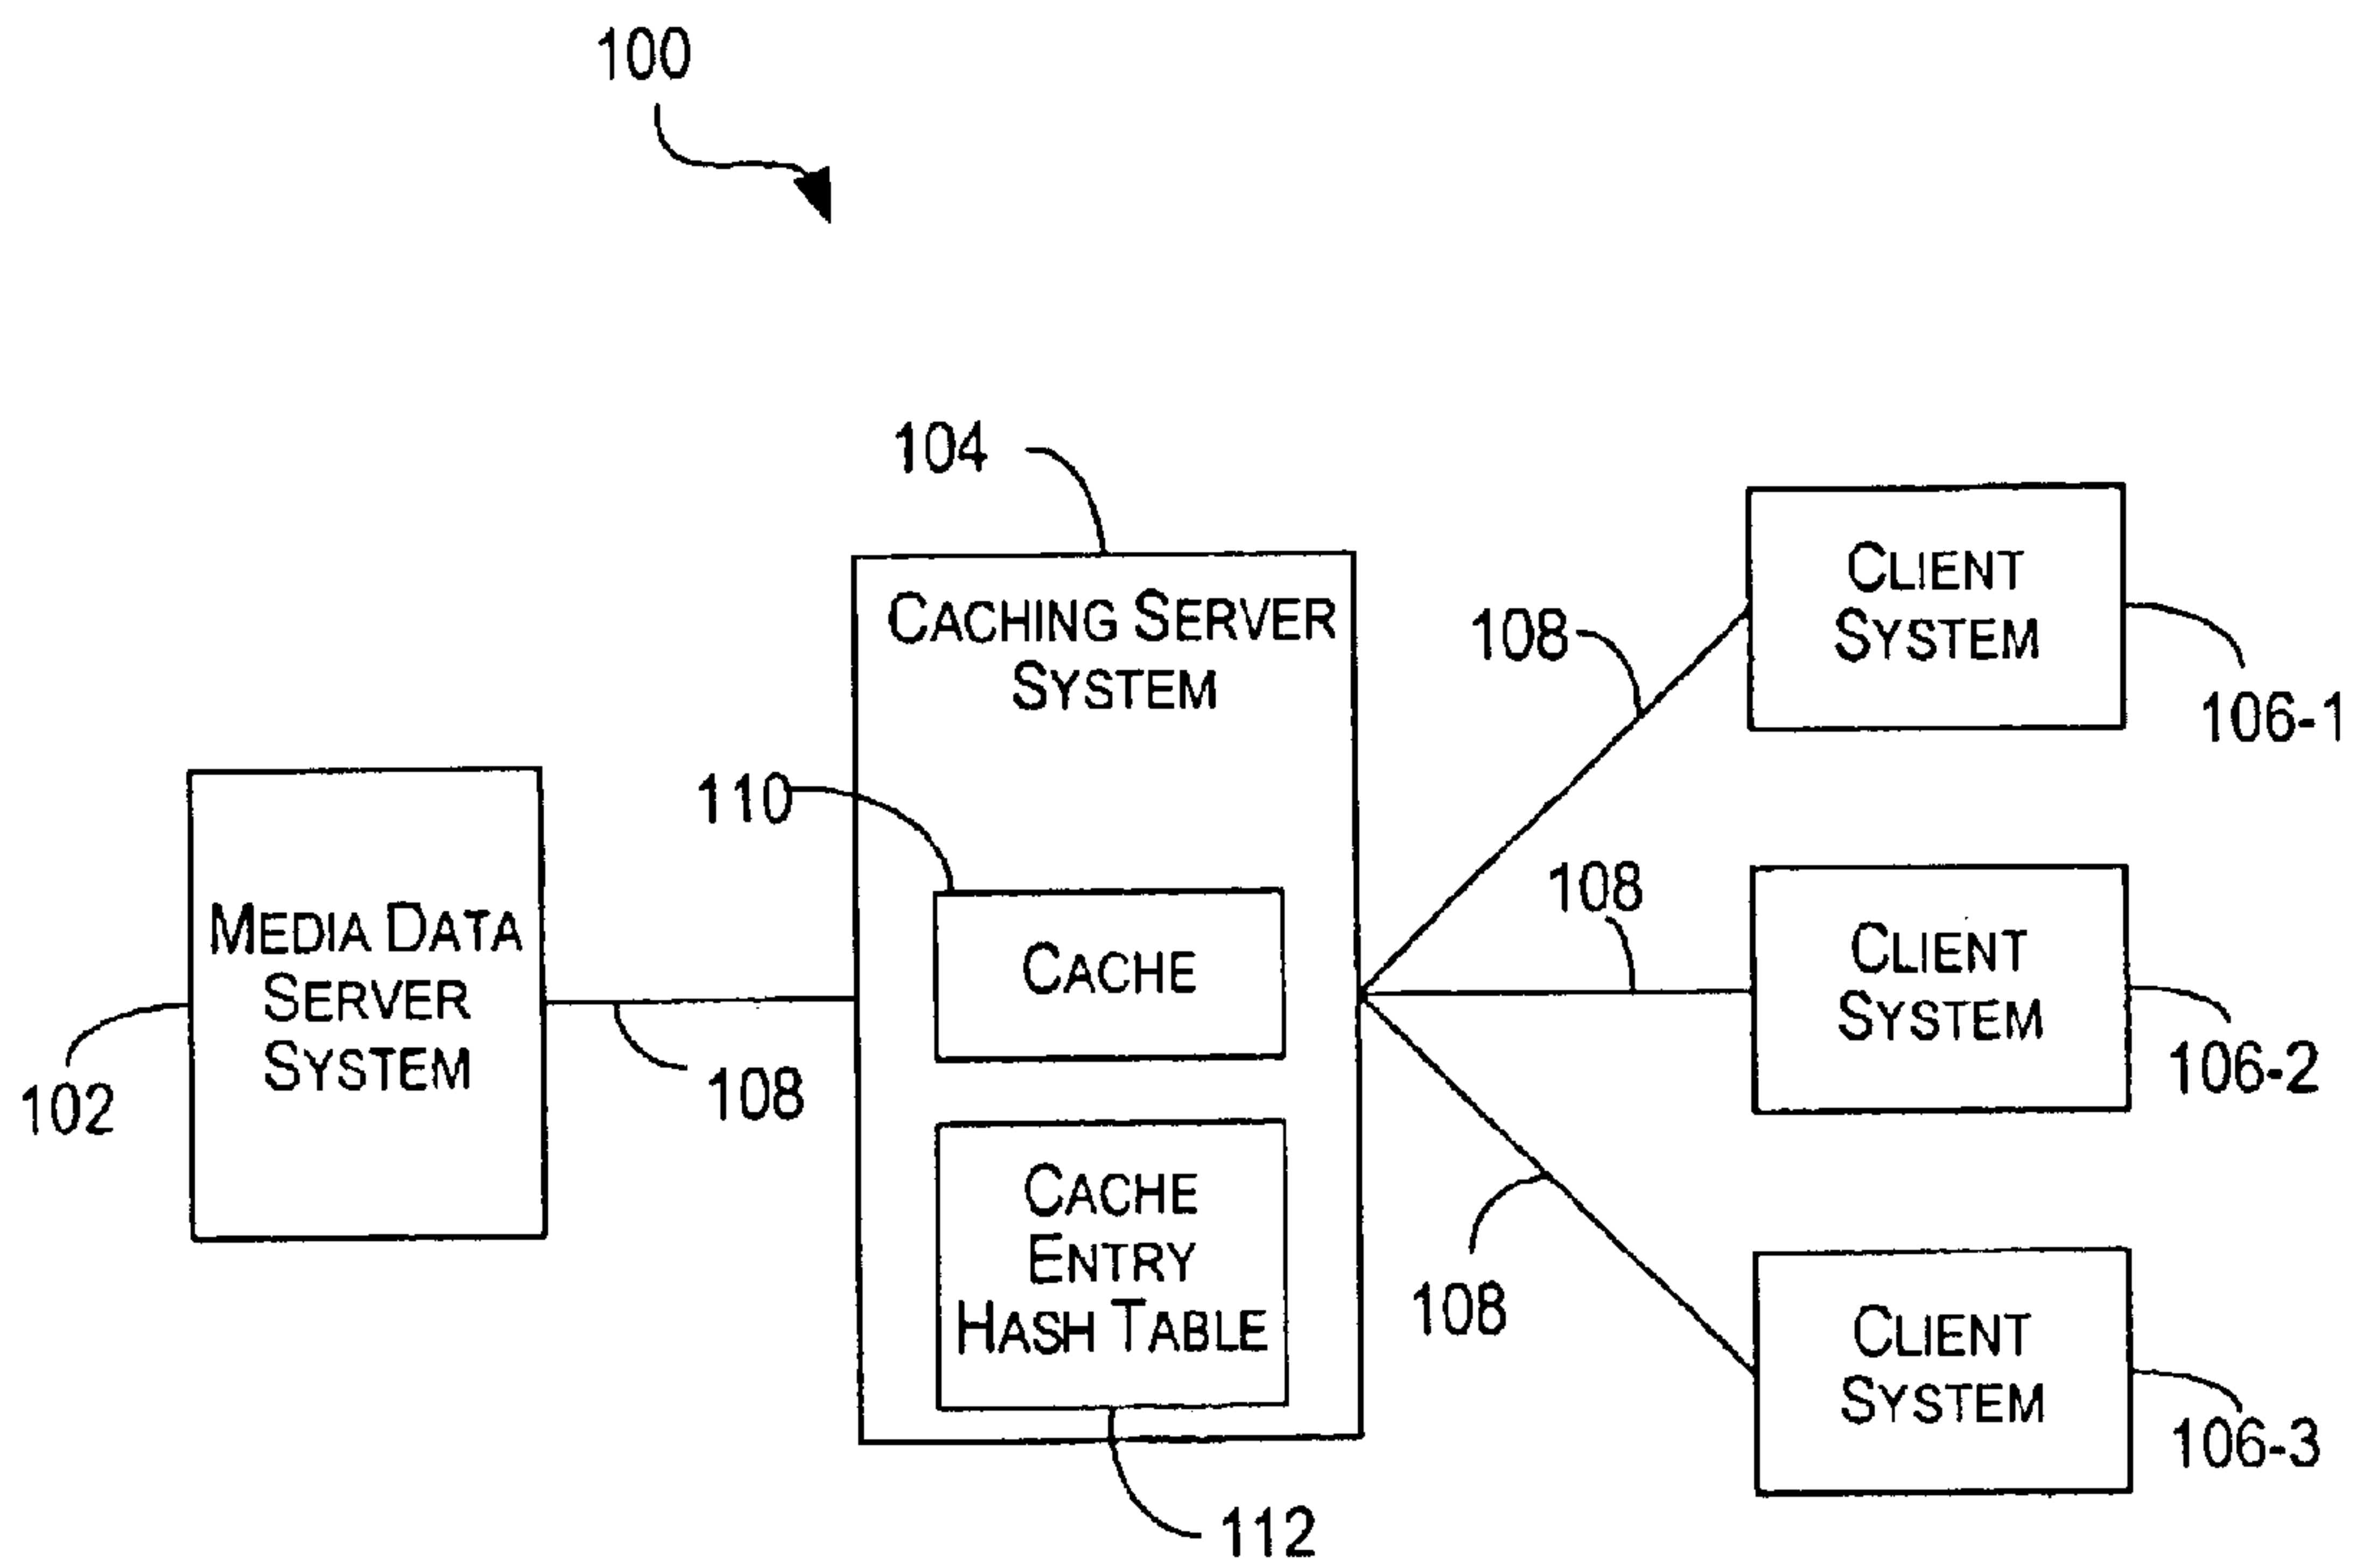 100
104
CACHING SERVER
SYSTEM
CLIENT
SYSTEM
108
106-1
110
MEDIA DATA
SERVER
SYSTEM
102
108
CACHE
108
CLIENT
SYSTEM
106-2
CACHE
ENTRY
HASH TABLE
112
108
CLIENT
SYSTEM
106-3